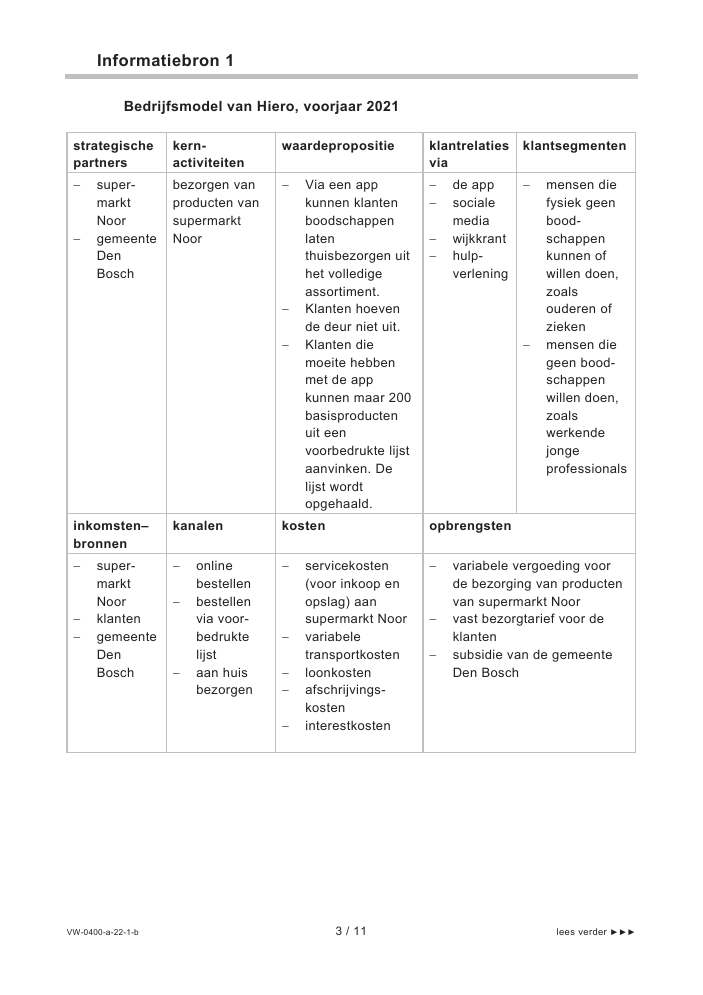 Informatiebron 1
Bedrijfsmodel van Hiero, voorjaar 2021
strategische
partners
kern-
activiteiten
waardepropositie
klantrelaties
via
klantsegmenten
– super-
markt
Noor
– gemeente
Den
Bosch
bezorgen van
producten van
supermarkt
Noor
– Via een app
kunnen klanten
boodschappen
laten
thuisbezorgen uit
het volledige
assortiment.
– Klanten hoeven
de deur niet uit.
– Klanten die
moeite hebben
met de app
kunnen maar 200
basisproducten
uit een
voorbedrukte lijst
aanvinken. De
lijst wordt
opgehaald.
– de app
– sociale
media
– wijkkrant
– hulp-
verlening
– mensen die
fysiek geen
bood-
schappen
kunnen of
willen doen,
zoals
ouderen of
zieken
– mensen die
geen bood-
schappen
willen doen,
zoals
werkende
jonge
professionals
inkomsten–
bronnen
kanalen
kosten
opbrengsten
– super-
markt
Noor
– klanten
– gemeente
Den
Bosch
– online
bestellen
– bestellen
via voor-
bedrukte
lijst
– aan huis
bezorgen
– servicekosten
(voor inkoop en
opslag) aan
supermarkt Noor
– variabele
transportkosten
– loonkosten
– afschrijvings-
kosten
– interestkosten
– variabele vergoeding voor
de bezorging van producten
van supermarkt Noor
– vast bezorgtarief voor de
klanten
– subsidie van de gemeente
Den Bosch
VW-0400-a-22-1-b
3 / 11
lees verder ►►►